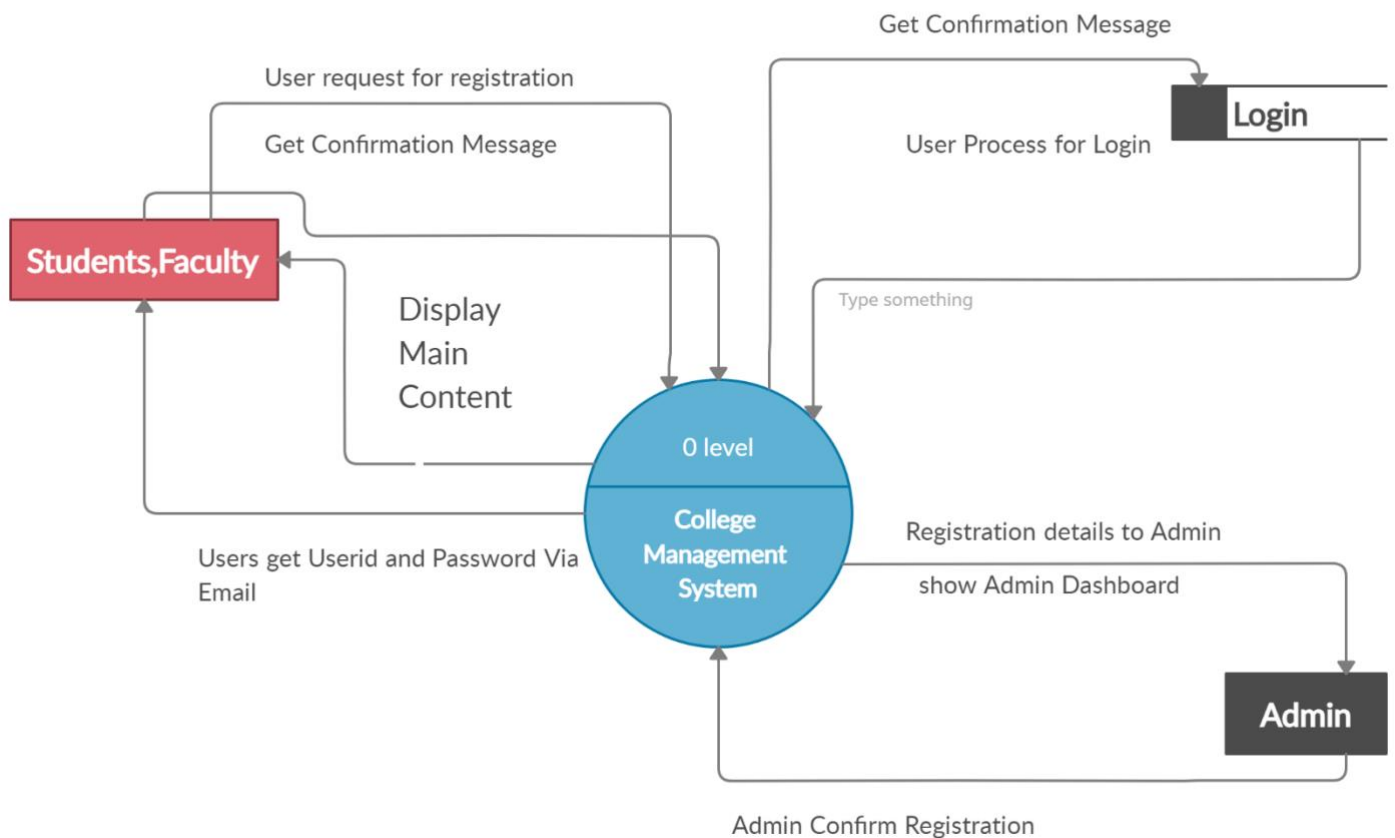 Get Confirmation Message
User request for registration
Login
Get Confirmation Message
User Process for Login
Students,Faculty
Type something
Display
Main
Content
0 level
College
Management
System
Registration details to Admin
Users get Userid and Password Via
Email
show Admin Dashboard
Admin
Admin Confirm Registration